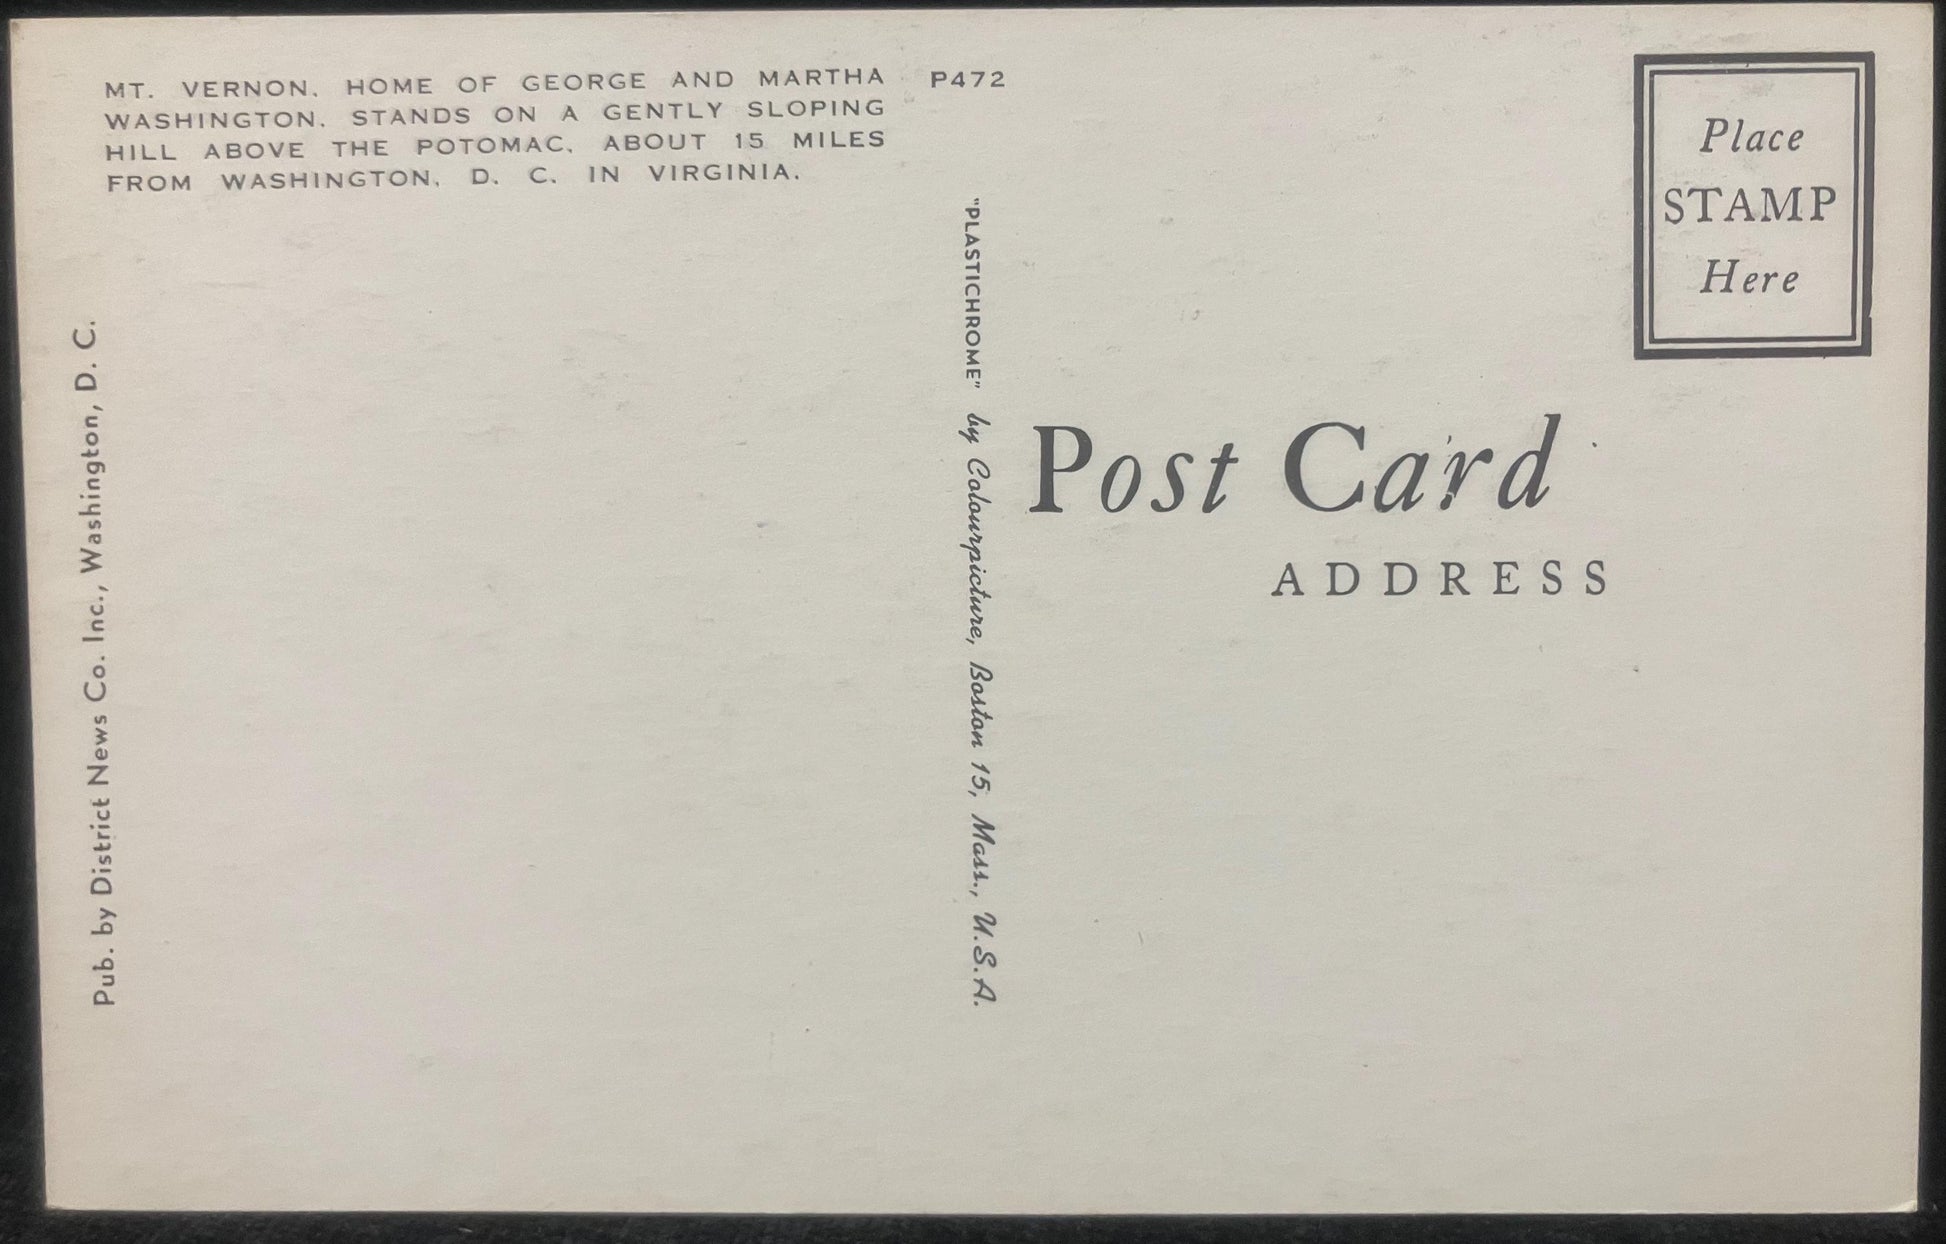 MT. VERNON, HOME OF GEORGE AND MARTHA
WASHINGTON, STANDS ON A GENTLY SLOPING
HILL ABOVE THE POTOMAC, ABOUT 15 MILES
FROM WASHINGTON, D. C. IN VIRGINIA.
P472
Pub. by District News Co. Inc., Washington, D. C.
"PLASTICHROME" by Colourpicture, Boston 15, Mass., U.S.A.
Place
STAMP
Here
Post Card
ADDRESS